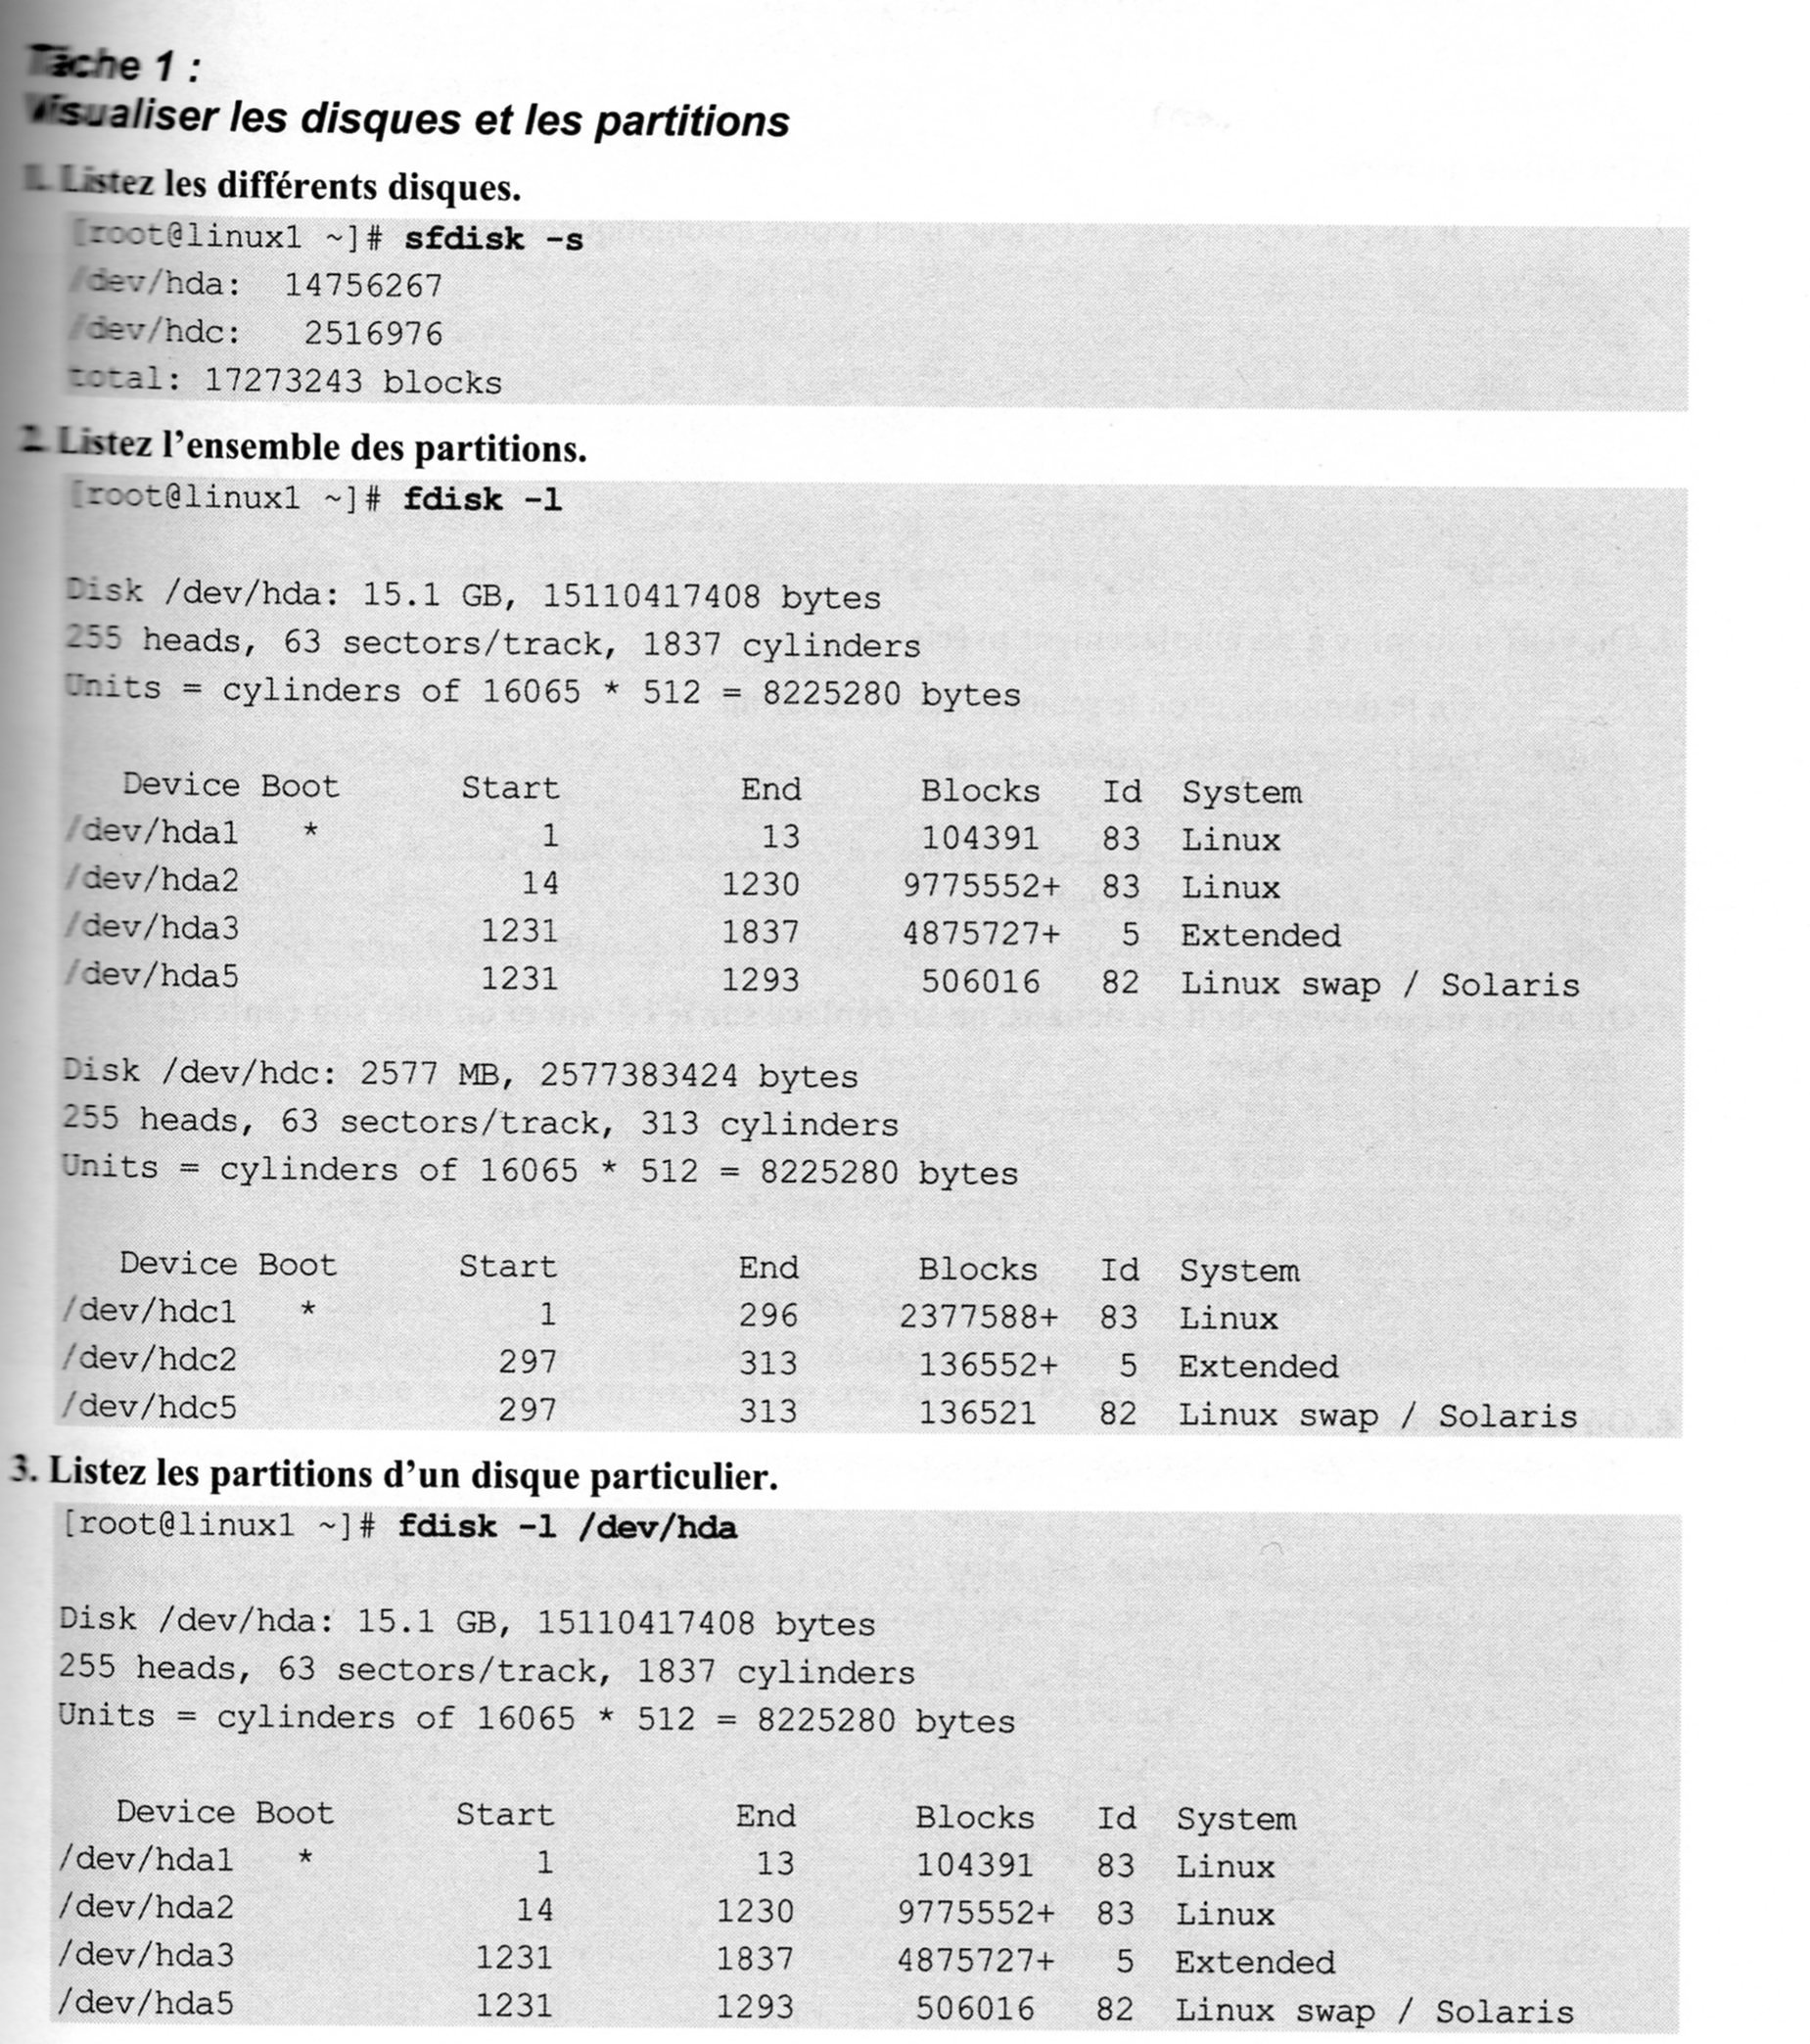 Tâche 1 :
Visualiser les disques et les partitions
1. Listez les différents disques.
[root@linux1 ~]# sfdisk -s
/dev/hda:  14756267
/dev/hdc:   2516976
total: 17273243 blocks
2. Listez l’ensemble des partitions.
[root@linux1 ~]# fdisk -l
Disk /dev/hda: 15.1 GB, 15110417408 bytes
255 heads, 63 sectors/track, 1837 cylinders
Units = cylinders of 16065 * 512 = 8225280 bytes
Device Boot Start End Blocks Id System
/dev/hda1 * 1 13 104391 83 Linux
/dev/hda2 14 1230 9775552+ 83 Linux
/dev/hda3 1231 1837 4875727+ 5 Extended
/dev/hda5 1231 1293 506016 82 Linux swap / Solaris
Disk /dev/hdc: 2577 MB, 2577383424 bytes
255 heads, 63 sectors/track, 313 cylinders
Units = cylinders of 16065 * 512 = 8225280 bytes
Device Boot Start End Blocks Id System
/dev/hdc1 * 1 296 2377588+ 83 Linux
/dev/hdc2 297 313 136552+ 5 Extended
/dev/hdc5 297 313 136521 82 Linux swap / Solaris
3. Listez les partitions d’un disque particulier.
[root@linux1 ~]# fdisk -l /dev/hda
Disk /dev/hda: 15.1 GB, 15110417408 bytes
255 heads, 63 sectors/track, 1837 cylinders
Units = cylinders of 16065 * 512 = 8225280 bytes
Device Boot Start End Blocks Id System
/dev/hda1 * 1 13 104391 83 Linux
/dev/hda2 14 1230 9775552+ 83 Linux
/dev/hda3 1231 1837 4875727+ 5 Extended
/dev/hda5 1231 1293 506016 82 Linux swap / Solaris